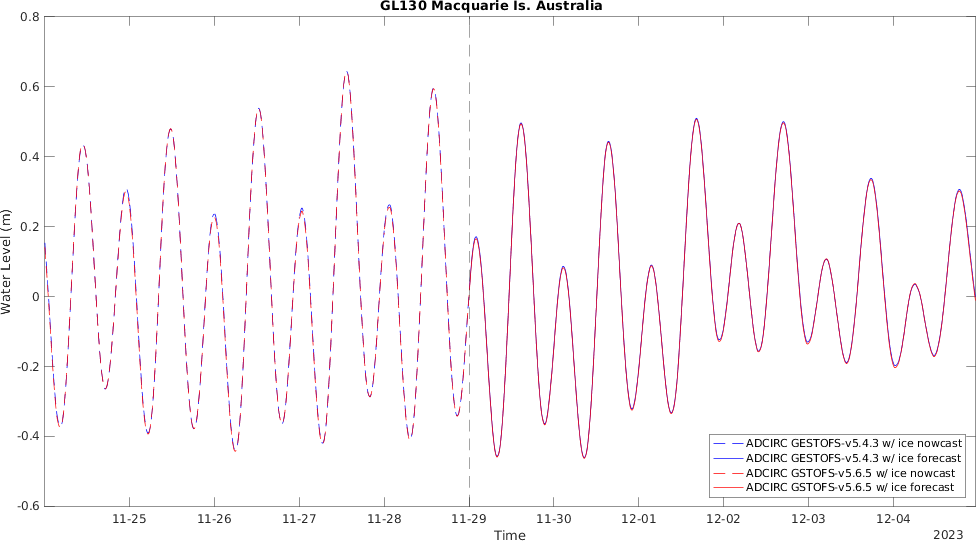 GL130 Macquarie Is. Australia
Water Level (m)
0.8
0.6
0.4
0.2
0
-0.2
-0.4
-0.6
11-25 11-26 11-27 11-28 11-29 11-30 12-01 12-02 12-03 12-04
Time
2023
ADCIRC GESTOFS-v5.4.3 w/ ice nowcast
ADCIRC GESTOFS-v5.4.3 w/ ice forecast
ADCIRC GSTOFS-v5.6.5 w/ ice nowcast
ADCIRC GSTOFS-v5.6.5 w/ ice forecast